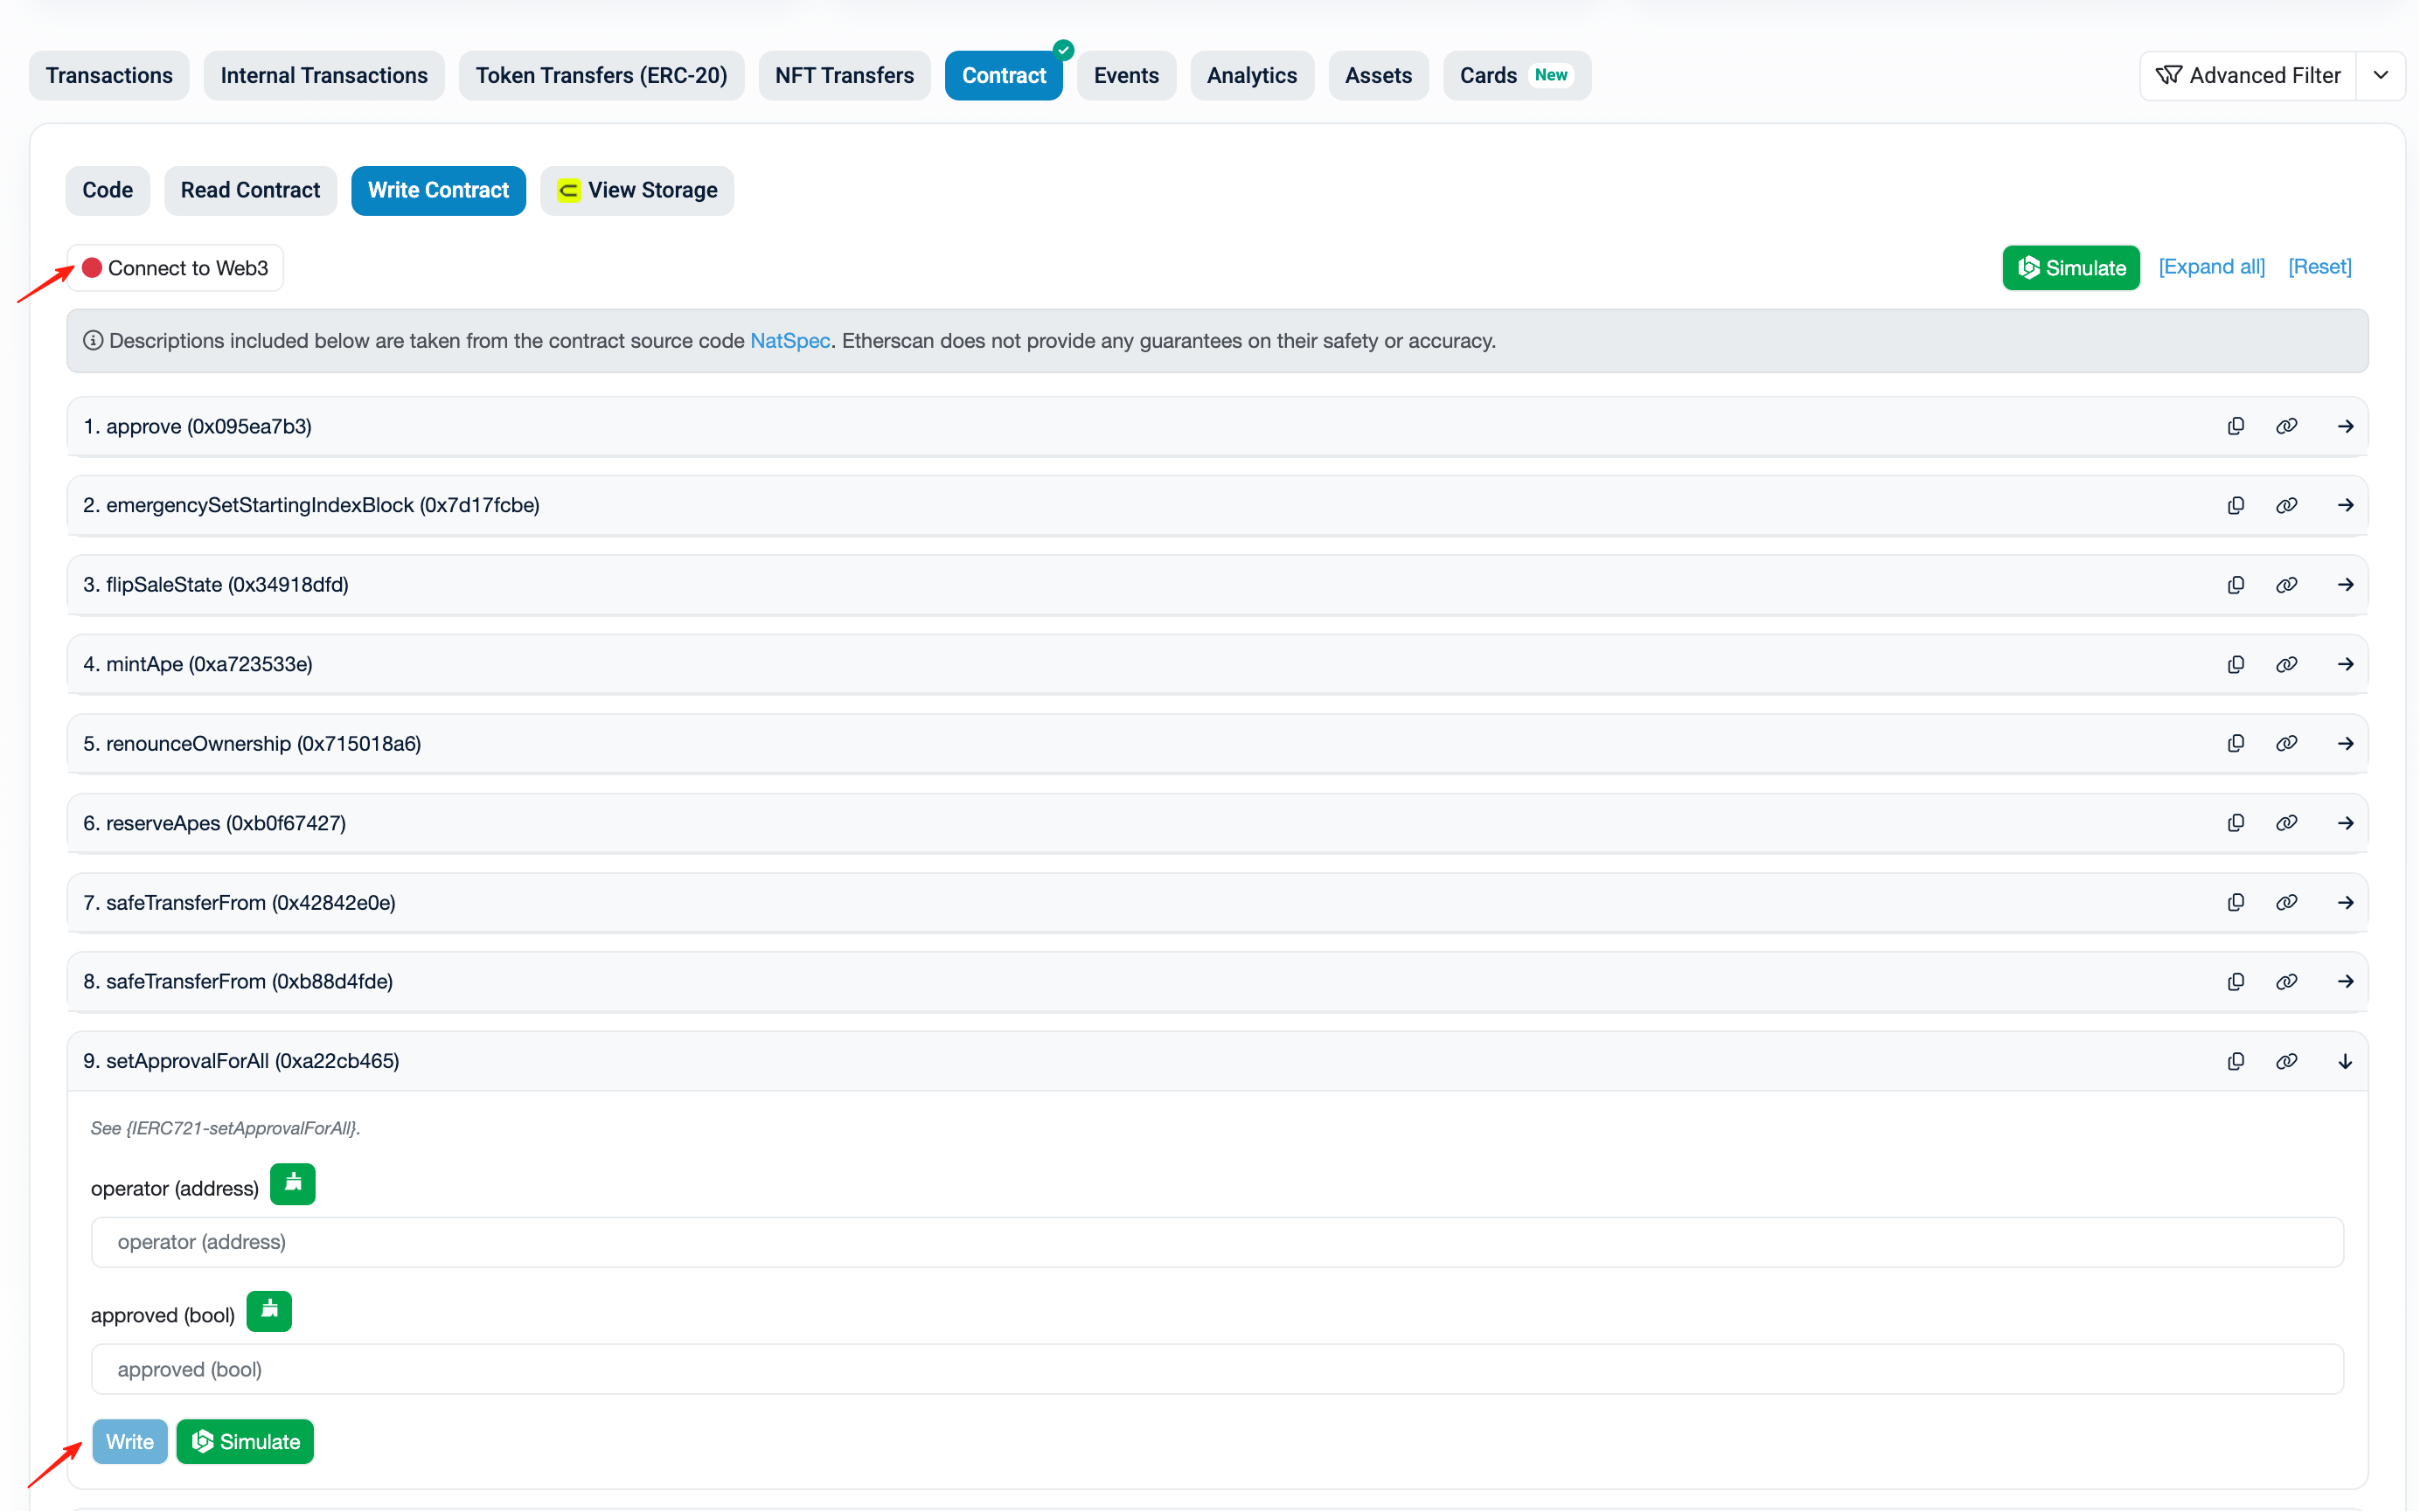 Transactions Internal Transactions Token Transfers (ERC-20) NFT Transfers Contract Events Analytics Assets Cards New Advanced Filter
Code Read Contract Write Contract View Storage
Connect to Web3 Simulate [Expand all] [Reset]
Descriptions included below are taken from the contract source code NatSpec. Etherscan does not provide any guarantees on their safety or accuracy.
1. approve (0x095ea7b3)
2. emergencySetStartingIndexBlock (0x7d17fcbe)
3. flipSaleState (0x34918dfd)
4. mintApe (0xa723533e)
5. renounceOwnership (0x715018a6)
6. reserveApes (0xb0f67427)
7. safeTransferFrom (0x42842e0e)
8. safeTransferFrom (0xb88d4fde)
9. setApprovalForAll (0xa22cb465)
See {IERC721-setApprovalForAll}.
operator (address)
operator (address)
approved (bool)
approved (bool)
Write Simulate